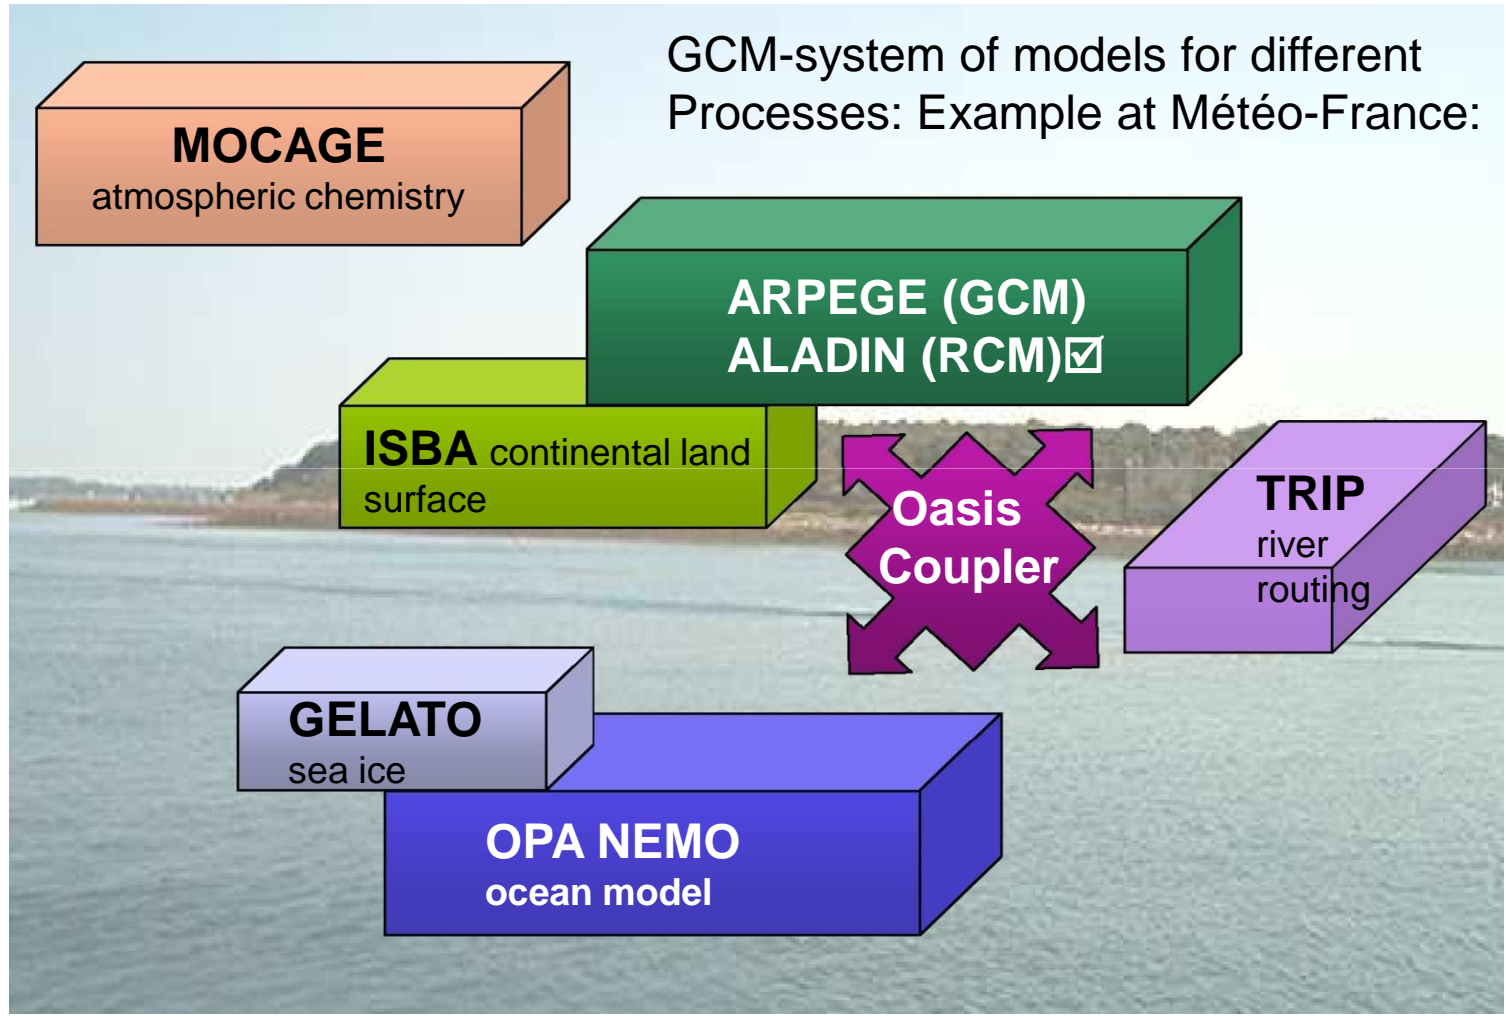 GCM-system of models for different
Processes: Example at Météo-France:
MOCAGE
atmospheric chemistry
ARPEGE (GCM)
ALADIN (RCM)☑
ISBA continental land
surface
Oasis
Coupler
TRIP
river
routing
GELATO
sea ice
OPA NEMO
ocean model